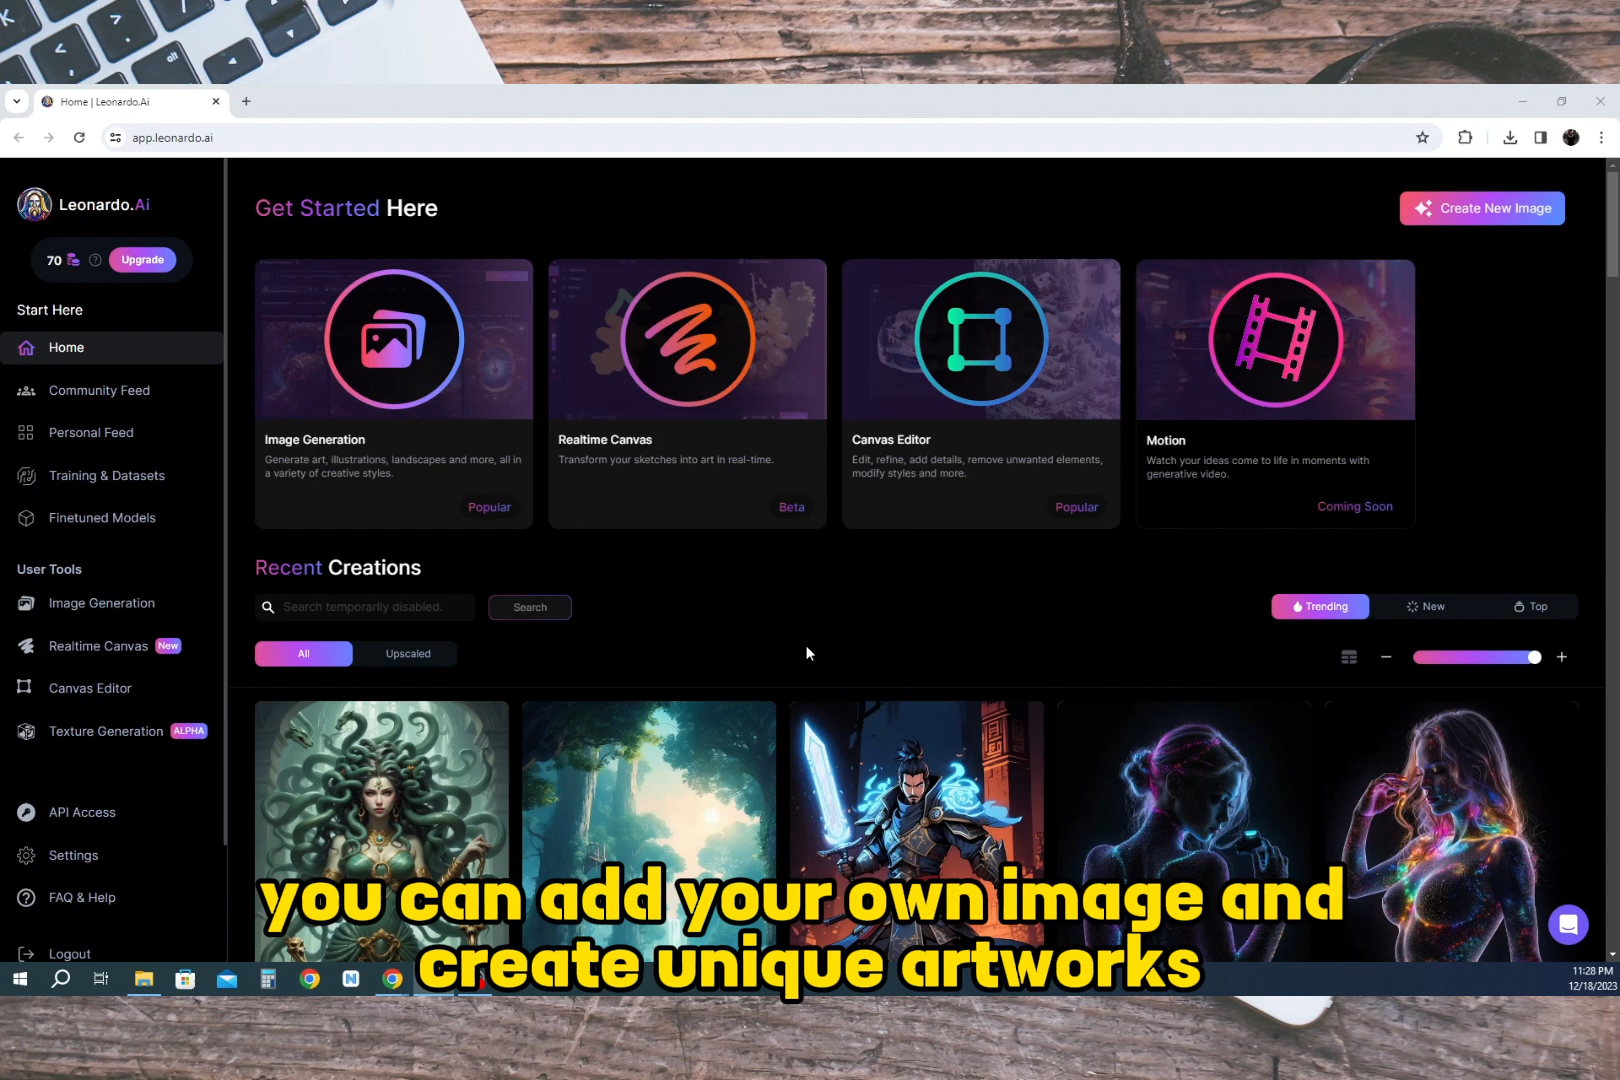 Home | Leonardo.Ai
app.leonardo.ai
Leonardo.Ai
70
Upgrade
Start Here
Home
Community Feed
Personal Feed
Training & Datasets
Finetuned Models
User Tools
Image Generation
Realtime Canvas New
Canvas Editor
Texture Generation ALPHA
API Access
Settings
FAQ & Help
Logout
Get Started Here
Create New Image
Image Generation
Generate art, illustrations, landscapes and more, all in
a variety of creative styles.
Popular
Realtime Canvas
Transform your sketches into art in real-time.
Beta
Canvas Editor
Edit, refine, add details, remove unwanted elements,
modify styles and more.
Popular
Motion
Watch your ideas come to life in moments with
generative video.
Coming Soon
Recent Creations
Search temporarily disabled.
Search
Trending
New
Top
All
Upscaled
you can add your own image and
create unique artworks
11:28 PM
12/18/2023